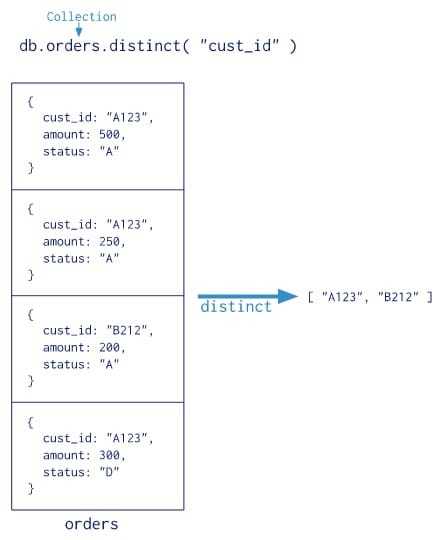 Collection
db.orders.distinct( "cust_id" )
{
cust_id: "A123",
amount: 500,
status: "A"
}
{
cust_id: "A123",
amount: 250,
status: "A"
}
{
cust_id: "B212",
amount: 200,
status: "A"
}
{
cust_id: "A123",
amount: 300,
status: "D"
}
distinct
[ "A123", "B212" ]
orders